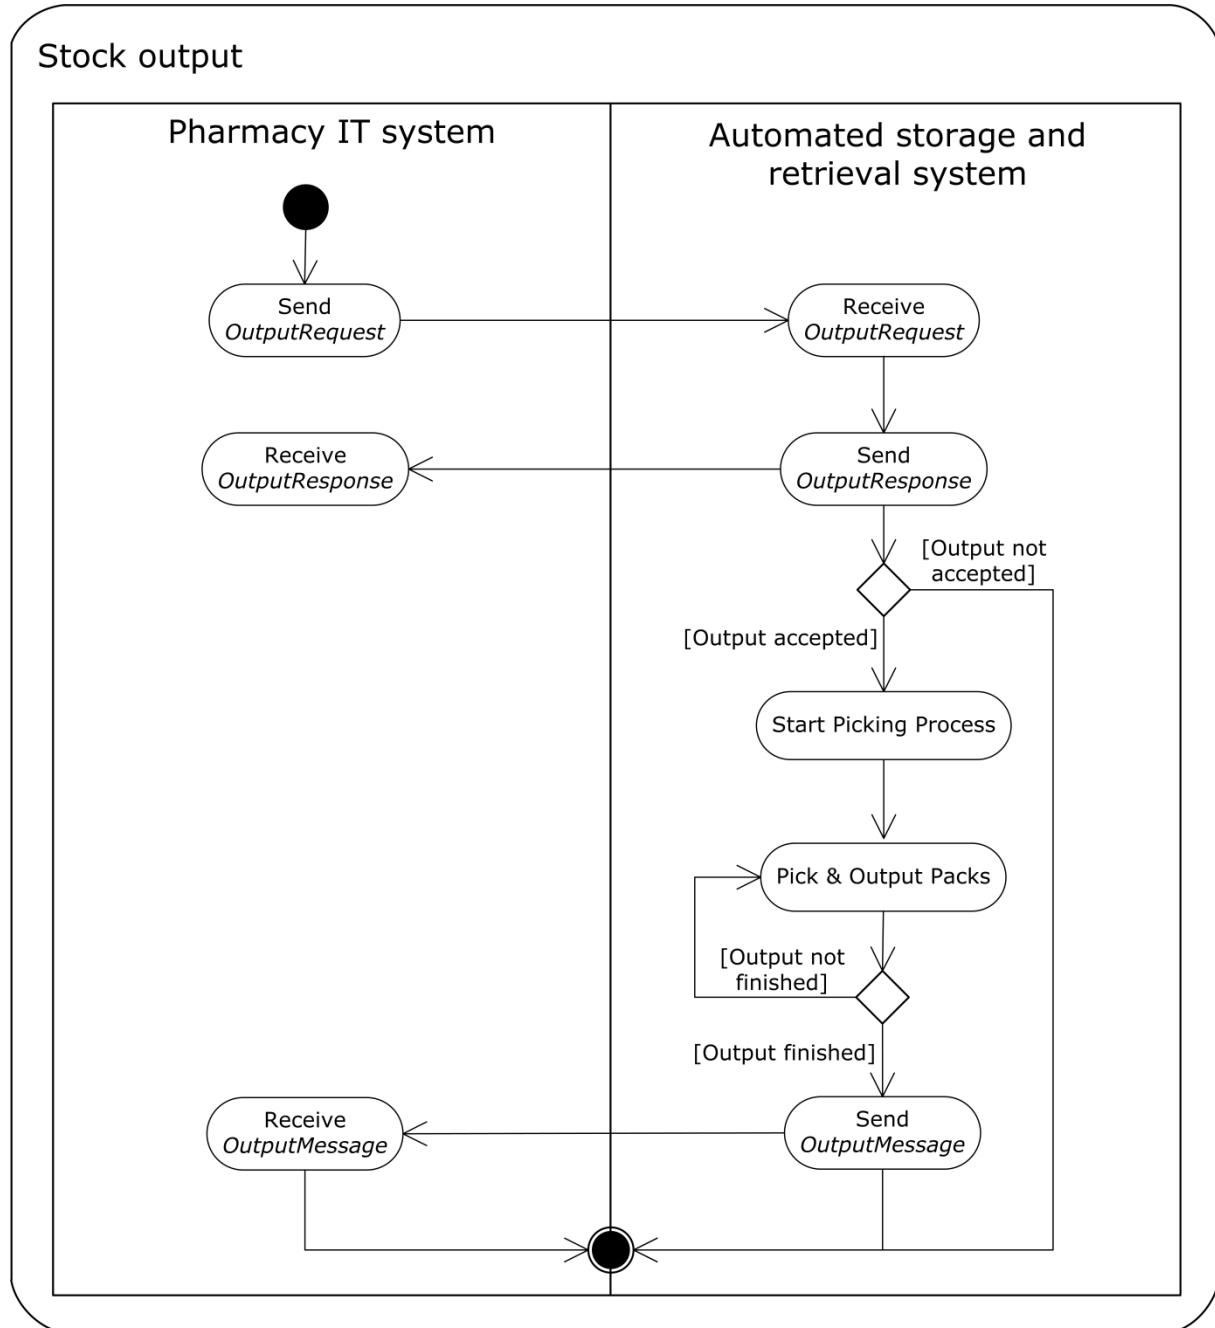 Stock output
Pharmacy IT system
Automated storage and
retrieval system
Send
OutputRequest
Receive
OutputRequest
Receive
OutputResponse
Send
OutputResponse
[Output not
accepted]
[Output accepted]
Start Picking Process
Pick & Output Packs
[Output not
finished]
[Output finished]
Receive
OutputMessage
Send
OutputMessage